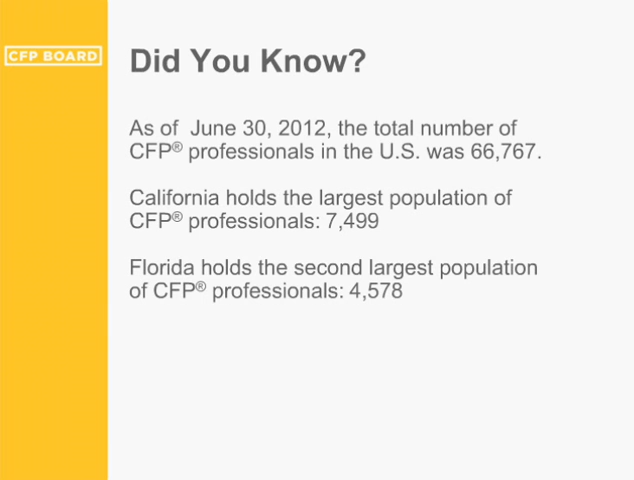 CFP BOARD
Did You Know?
As of  June 30, 2012, the total number of
CFP® professionals in the U.S. was 66,767.
California holds the largest population of
CFP® professionals: 7,499
Florida holds the second largest population
of CFP® professionals: 4,578